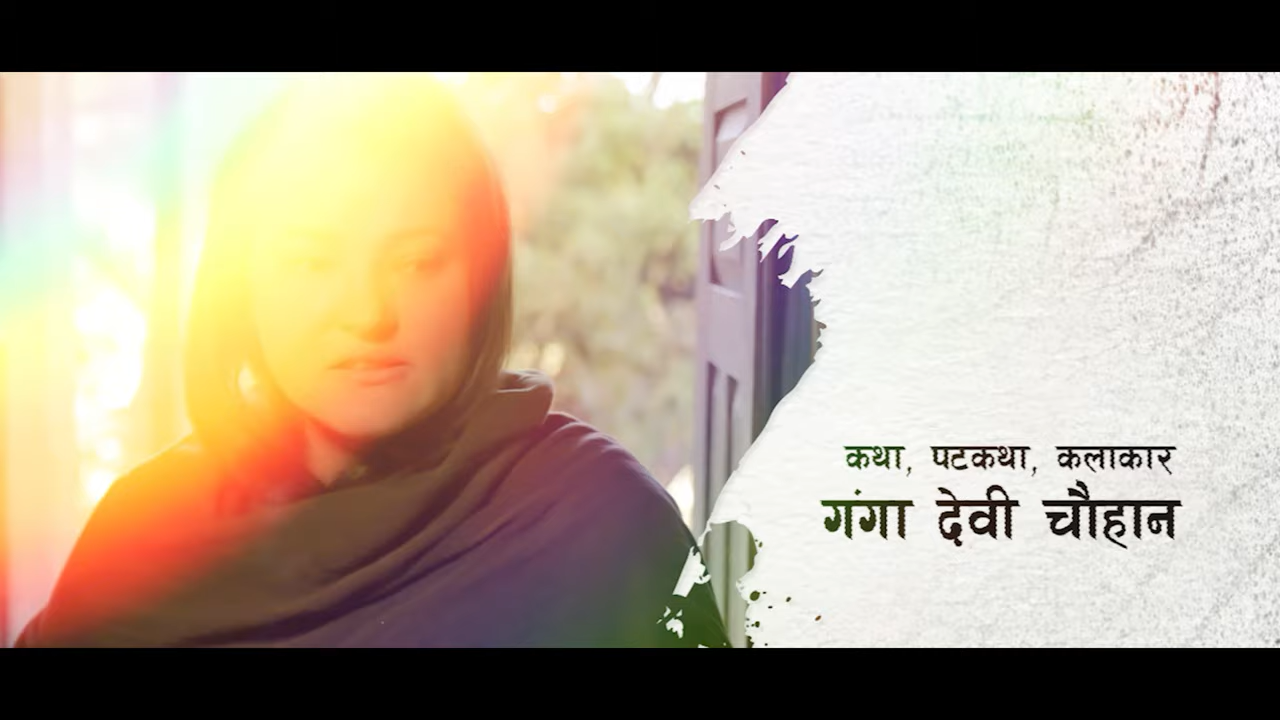 कथा, पटकथा, कलाकार
गंगा देवी चौहान